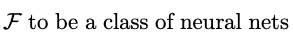 ℱ to be a class of neural nets